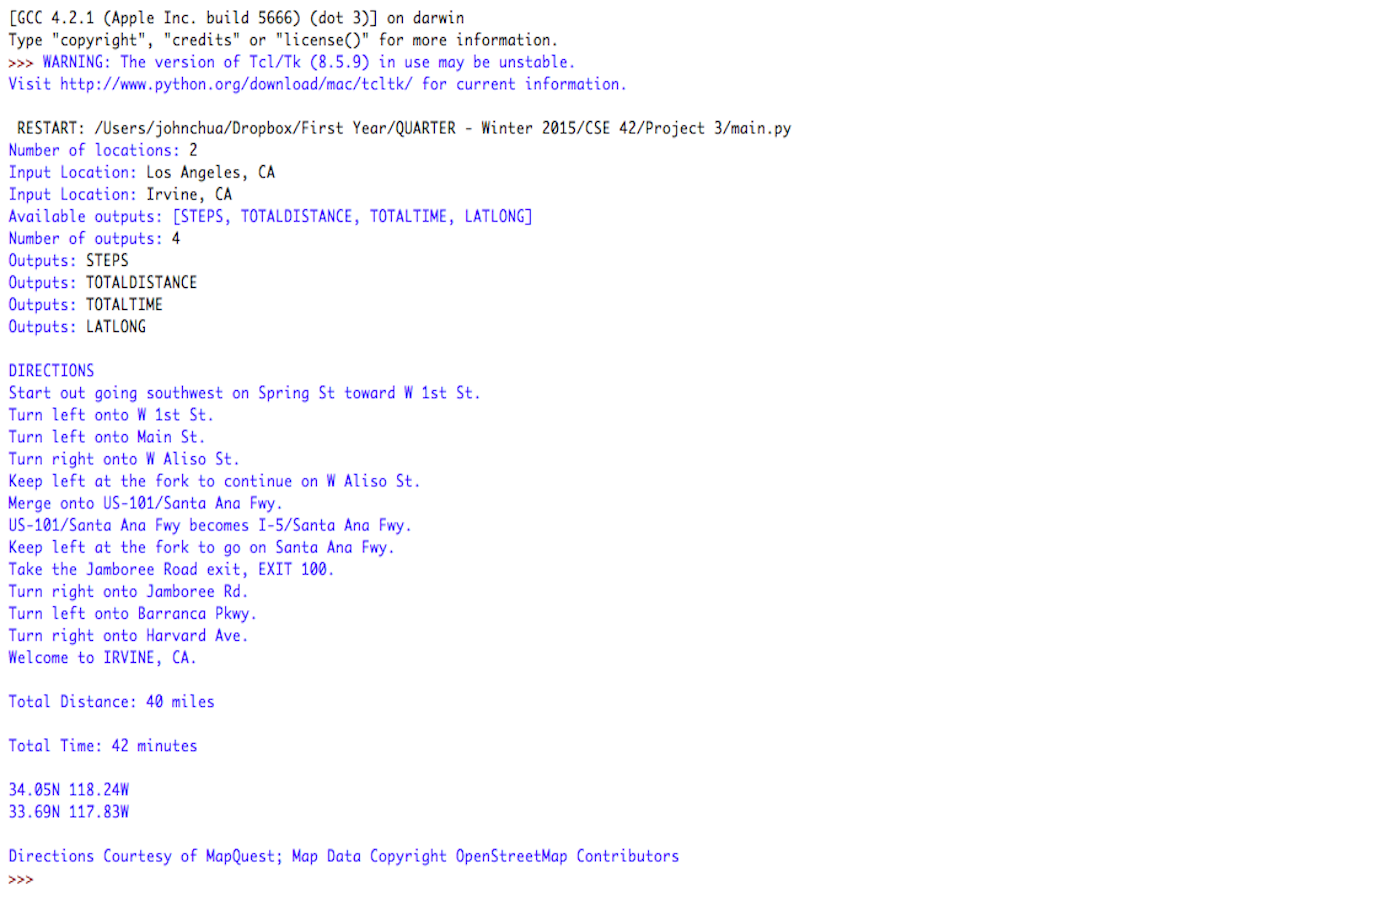 [GCC 4.2.1 (Apple Inc. build 5666) (dot 3)] on darwin
Type "copyright", "credits" or "license()" for more information.
>>> WARNING: The version of Tcl/Tk (8.5.9) in use may be unstable.
Visit http://www.python.org/download/mac/tcltk/ for current information.
RESTART: /Users/johnchua/Dropbox/First Year/QUARTER - Winter 2015/CSE 42/Project 3/main.py
Number of locations: 2
Input Location: Los Angeles, CA
Input Location: Irvine, CA
Available outputs: [STEPS, TOTALDISTANCE, TOTALTIME, LATLONG]
Number of outputs: 4
Outputs: STEPS
Outputs: TOTALDISTANCE
Outputs: TOTALTIME
Outputs: LATLONG
DIRECTIONS
Start out going southwest on Spring St toward W 1st St.
Turn left onto W 1st St.
Turn left onto Main St.
Turn right onto W Aliso St.
Keep left at the fork to continue on W Aliso St.
Merge onto US-101/Santa Ana Fwy.
US-101/Santa Ana Fwy becomes I-5/Santa Ana Fwy.
Keep left at the fork to go on Santa Ana Fwy.
Take the Jamboree Road exit, EXIT 100.
Turn right onto Jamboree Rd.
Turn left onto Barranca Pkwy.
Turn right onto Harvard Ave.
Welcome to IRVINE, CA.
Total Distance: 40 miles
Total Time: 42 minutes
34.05N 118.24W
33.69N 117.83W
Directions Courtesy of MapQuest; Map Data Copyright OpenStreetMap Contributors
>>>